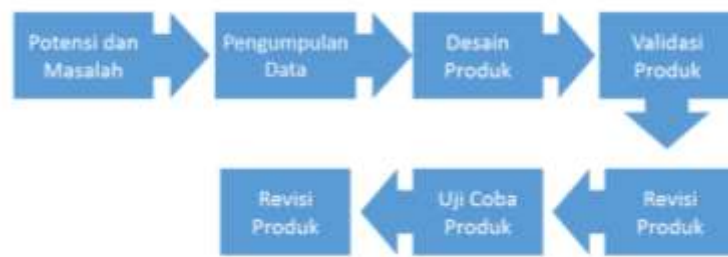 Potensi dan
Masalah
Pengumpulan
Data
Desain
Produk
Validasi
Produk
Revisi
Produk
Uji Coba
Produk
Revisi
Produk